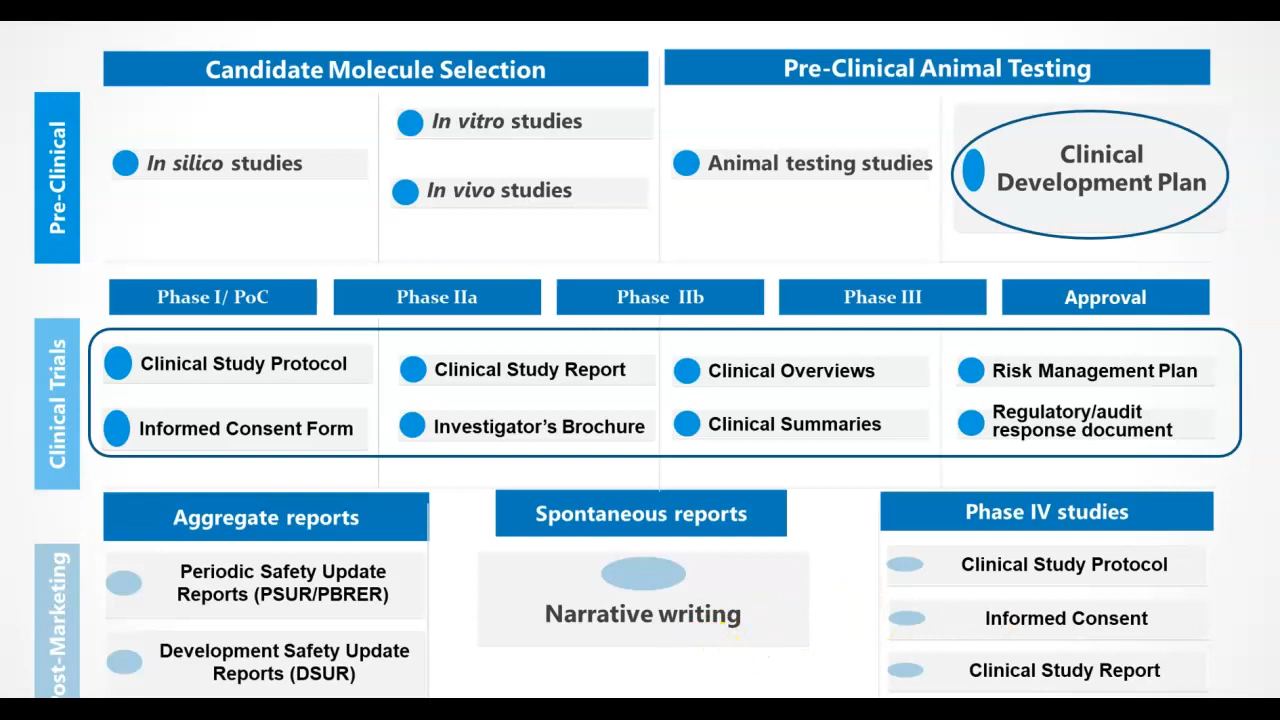 Candidate Molecule Selection
Pre-Clinical Animal Testing
Pre-Clinical
In silico studies
In vitro studies
In vivo studies
Animal testing studies
Clinical
Development Plan
Phase I/ PoC
Phase IIa
Phase IIb
Phase III
Approval
Clinical Trials
Clinical Study Protocol
Informed Consent Form
Clinical Study Report
Investigator’s Brochure
Clinical Overviews
Clinical Summaries
Risk Management Plan
Regulatory/audit
response document
ost-Marketing
Aggregate reports
Periodic Safety Update
Reports (PSUR/PBRER)
Development Safety Update
Reports (DSUR)
Spontaneous reports
Narrative writing
Phase IV studies
Clinical Study Protocol
Informed Consent
Clinical Study Report